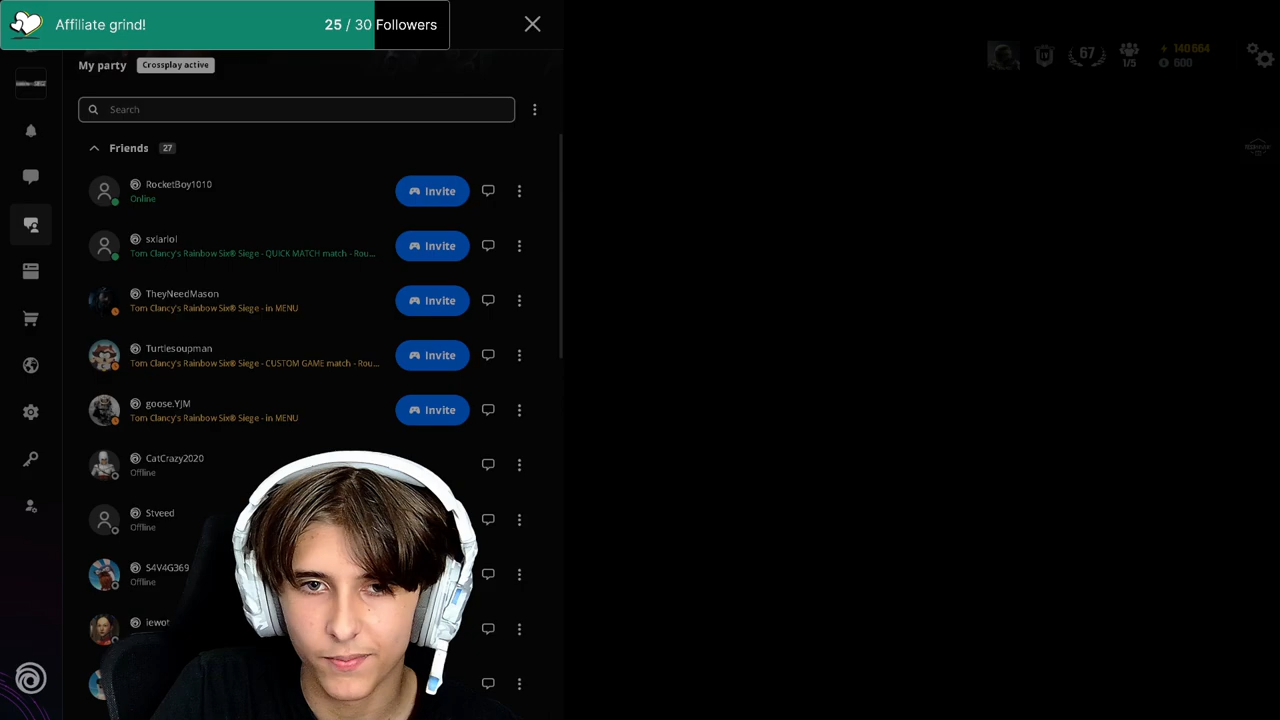 Affiliate grind!
25 / 30 Followers
My party
Crossplay active
67
1/5
140 664
600
Search
Friends 27
RocketBoy1010
Online
Invite
sxlarlol
Tom Clancy's Rainbow Six® Siege - QUICK MATCH match - Rou...
Invite
TheyNeedMason
Tom Clancy's Rainbow Six® Siege - in MENU
Invite
Turtlesoupman
Tom Clancy's Rainbow Six® Siege - CUSTOM GAME match - Rou...
Invite
goose.YJM
Tom Clancy's Rainbow Six® Siege - in MENU
Invite
CatCrazy2020
Offline
Stveed
Offline
S4V4G369
Offline